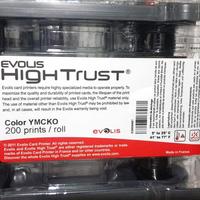 EVOLIS
HIGHTRUST®
Evolis card printers require highly specialized media to operate properly. To
maximize the quality and durability of printed cards, the lifespan of the print
head and the overall printer reliability, use Evolis High Trust® material only.
The use of material other than Evolis High Trust® may be prohibited by law
and, in all cases, will result in the Evolis warranty being void.
Color YMCKO
200 prints / roll
evolis
© 2011 Evolis Card Printer. All rights reserved.
Evolis™ and Evolis High Trust® are either registered trademarks or trade-
marks of Evolis Card Printer in France and/or other countries.